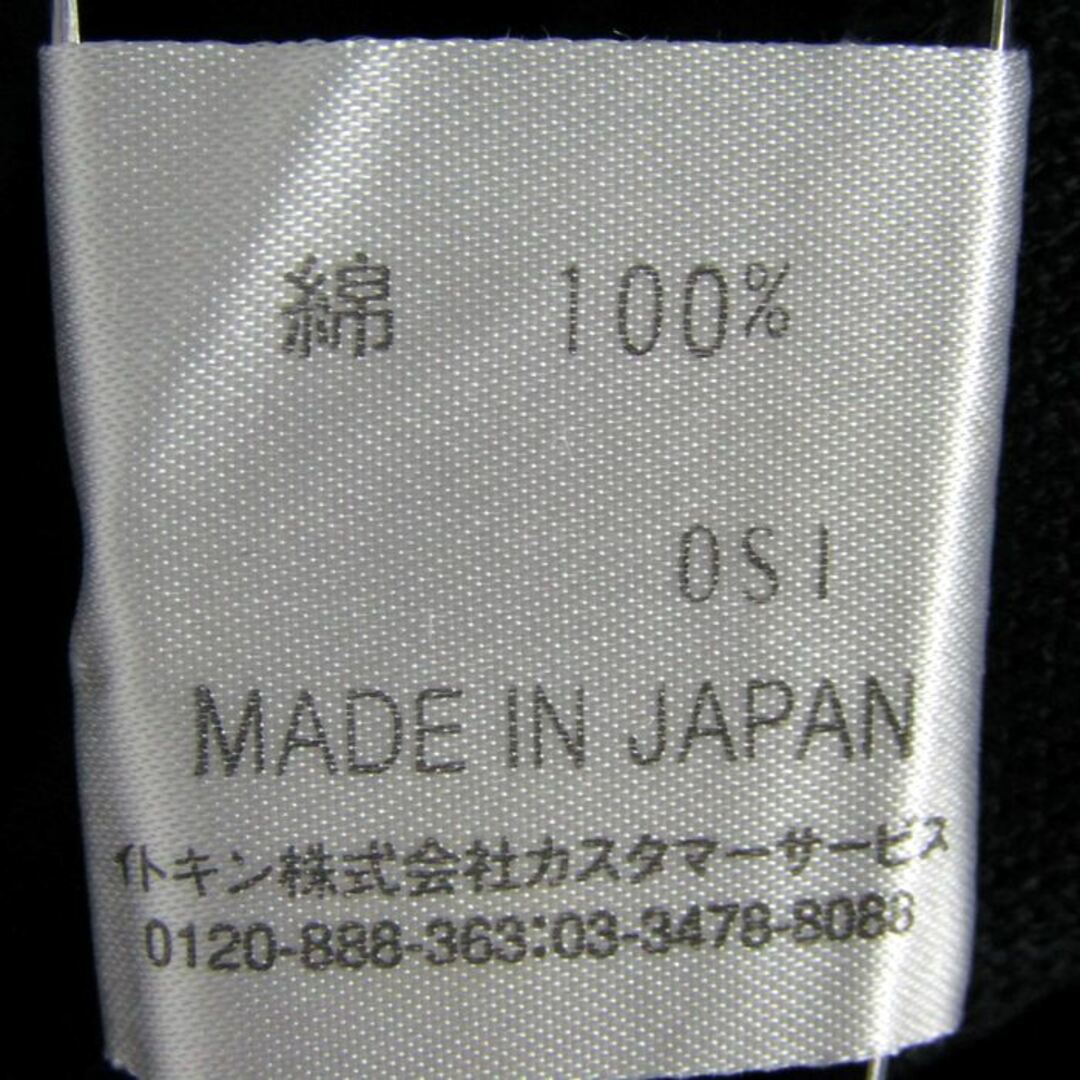 綿 100%
OSI
MADE IN JAPAN
イトキン株式会社カスタマーサービス
0120-888-363:03-3478-8088